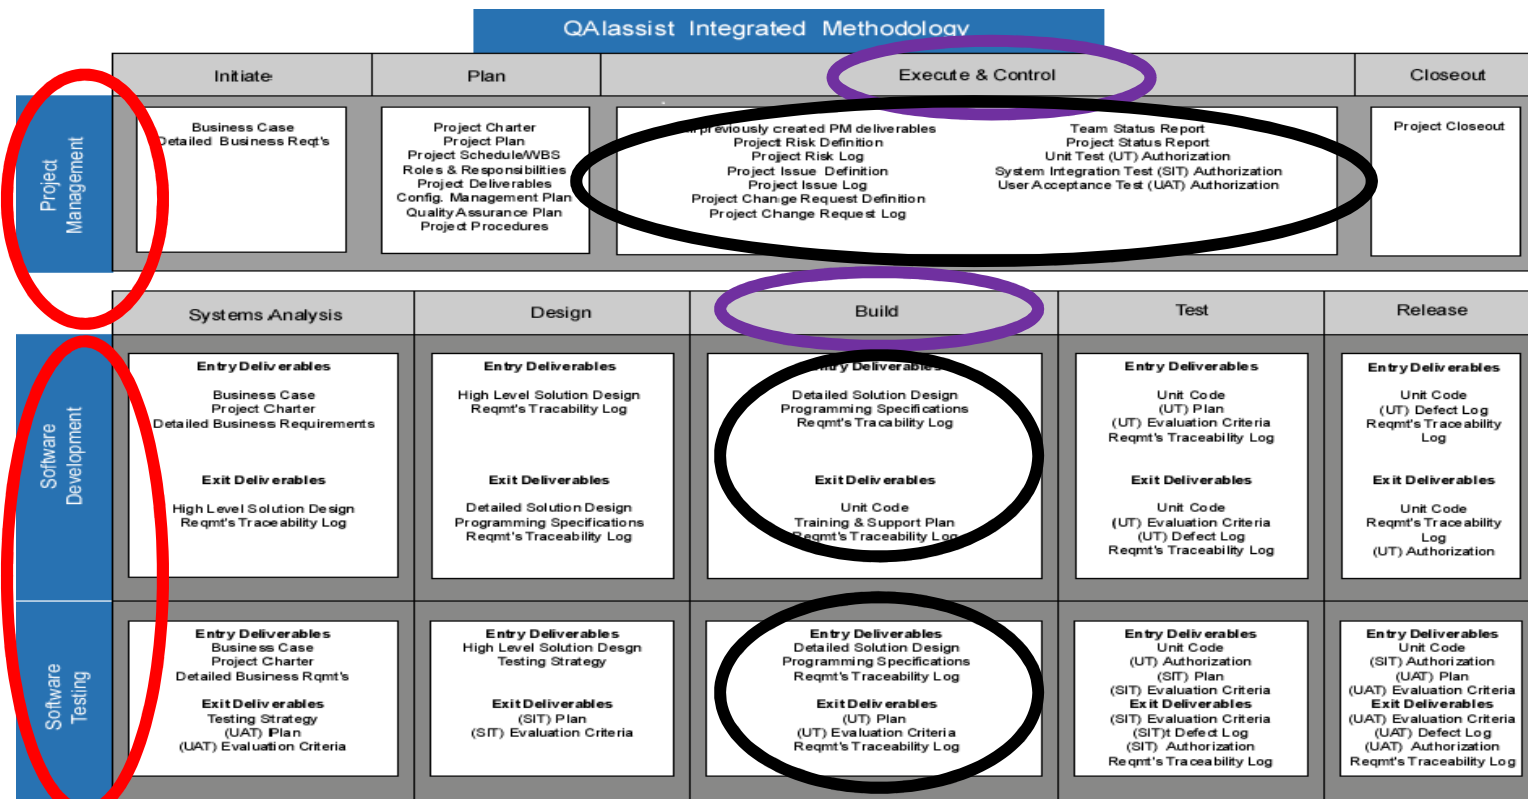 QAIassist Integrated Methodology
Initiate
Plan
Execute & Control
Closeout
Project
Management
Business Case
Detailed Business Reqt's
Project Charter
Project Plan
Project Schedule/WBS
Roles & Responsibilities
Project Deliverables
Config. Management Plan
Quality Assurance Plan
Project Procedures
previously created PM deliverables
Project Risk Definition
Project Risk Log
Project Issue Definition
Project Issue Log
Project Change Request Definition
Project Change Request Log
Team Status Report
Project Status Report
Unit Test (UT) Authorization
System Integration Test (SIT) Authorization
User Acceptance Test (UAT) Authorization
Project Closeout
Systems Analysis
Design
Build
Test
Release
Software
Development
Entry Deliverables
Business Case
Project Charter
Detailed Business Requirements
Exit Deliverables
High Level Solution Design
Reqmt's Traceability Log
Entry Deliverables
High Level Solution Design
Reqmt's Tracability Log
Exit Deliverables
Detailed Solution Design
Programming Specifications
Reqmt's Traceability Log
Entry Deliverables
Detailed Solution Design
Programming Specifications
Reqmt's Tracability Log
Exit Deliverables
Unit Code
Training & Support Plan
Reqmt's Traceability Log
Entry Deliverables
Unit Code
(UT) Plan
(UT) Evaluation Criteria
Reqmt's Traceability Log
Exit Deliverables
Unit Code
(UT) Evaluation Criteria
(UT) Defect Log
Reqmt's Traceability Log
Entry Deliverables
Unit Code
(UT) Defect Log
Reqmt's Traceability
Log
Exit Deliverables
Unit Code
Reqmt's Traceability
Log
(UT) Authorization
Software
Testing
Entry Deliverables
Business Case
Project Charter
Detailed Business Rqmt's
Exit Deliverables
Testing Strategy
(UAT) Plan
(UAT) Evaluation Criteria
Entry Deliverables
High Level Solution Design
Testing Strategy
Exit Deliverables
(SIT) Plan
(SIT) Evaluation Criteria
Entry Deliverables
Detailed Solution Design
Programming Specifications
Reqmt's Traceability Log
Exit Deliverables
(UT) Plan
(UT) Evaluation Criteria
Reqmt's Traceability Log
Entry Deliverables
Unit Code
(UT) Authorization
(SIT) Plan
(SIT) Evaluation Criteria
Exit Deliverables
(SIT) Evaluation Criteria
(SIT)t Defect Log
(SIT) Authorization
Reqmt's Traceability Log
Entry Deliverables
Unit Code
(SIT) Authorization
(UAT) Plan
(UAT) Evaluation Criteria
Exit Deliverables
(UAT) Evaluation Criteria
(UAT) Defect Log
(UAT) Authorization
Reqmt's Traceability Log